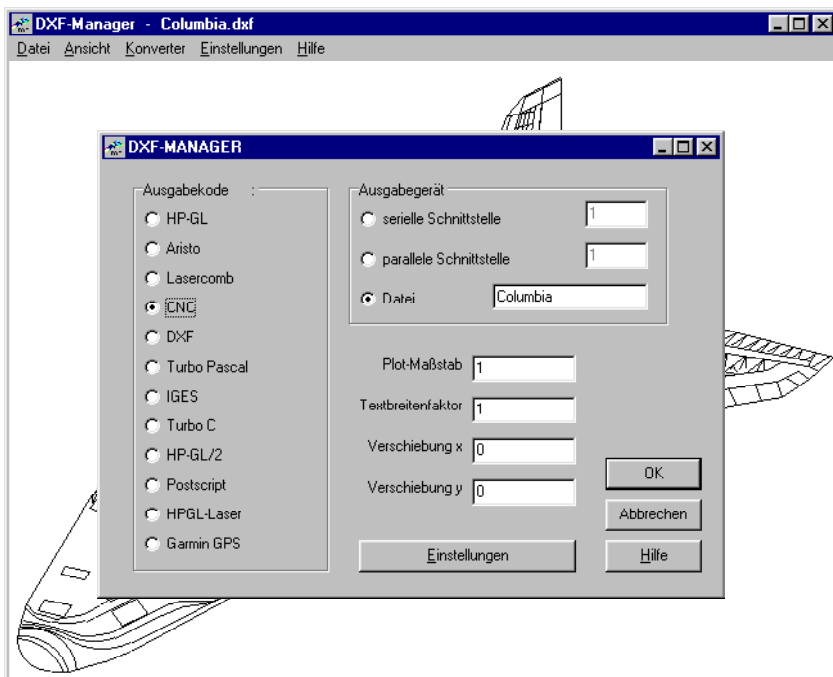 DXF-Manager - Columbia.dxf
Datei Ansicht Konverter Einstellungen Hilfe
DXF-MANAGER
Ausgabekode :
HP-GL
Aristo
Lasercomb
CNC
DXF
Turbo Pascal
IGES
Turbo C
HP-GL/2
Postscript
HPGL-Laser
Garmin GPS
Ausgabegerät
serielle Schnittstelle 1
parallele Schnittstelle 1
Datei Columbia
Plot-Maßstab 1
Textbreitenfaktor 1
Verschiebung x 0
Verschiebung y 0
OK
Abbrechen
Einstellungen
Hilfe